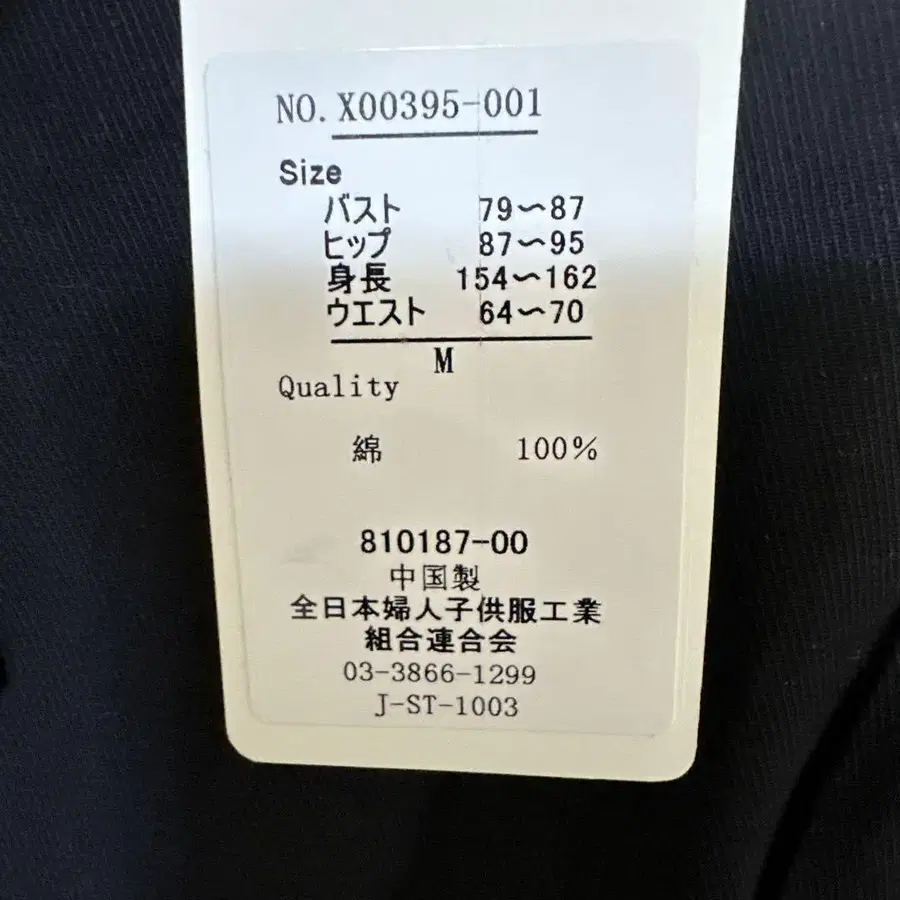 NO. X00395-001
Size
バスト 79〜87
ヒップ 87〜95
身長 154〜162
ウエスト 64〜70
M
Quality
綿 100%
810187-00
中国製
全日本婦人子供服工業
組合連合会
03-3866-1299
J-ST-1003